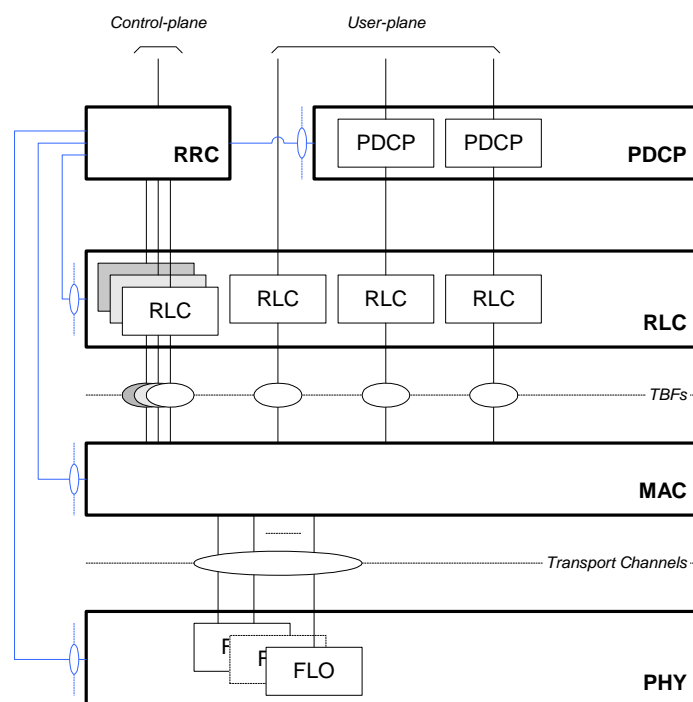 Control-plane
User-plane
RRC
PDCP
PDCP
PDCP
RLC
RLC
RLC
RLC
RLC
TBFs
MAC
Transport Channels
F
F
FLO
PHY